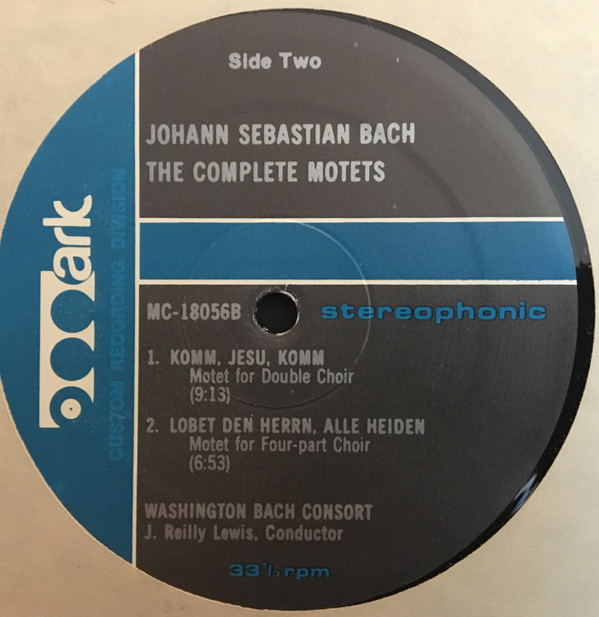 Side Two
JOHANN SEBASTIAN BACH
THE COMPLETE MOTETS
mark
CUSTOM RECORDING DIVISION
MC-18056B
stereophonic
1. KOMM, JESU, KOMM
Motet for Double Choir
(9:13)
2. LOBET DEN HERRN, ALLE HEIDEN
Motet for Four-part Choir
(6:53)
WASHINGTON BACH CONSORT
J. Reilly Lewis, Conductor
33⅓ rpm